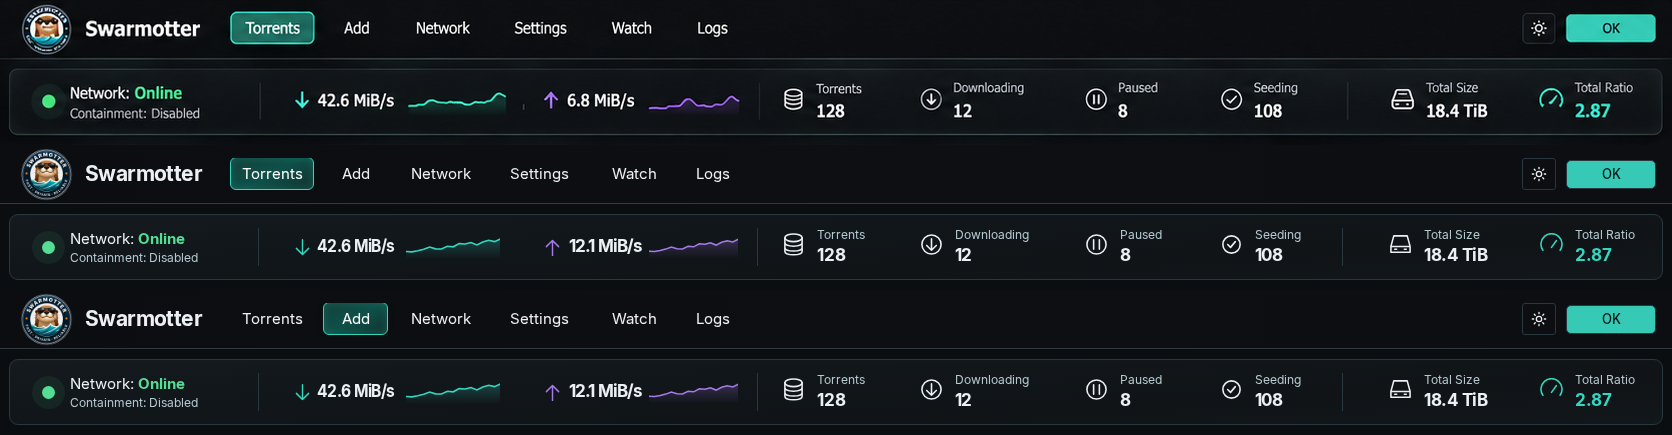 Swarmotter Torrents Add Network Settings Watch Logs OK
Network: Online
Containment: Disabled
42.6 MiB/s
6.8 MiB/s
Torrents
128
Downloading
12
Paused
8
Seeding
108
Total Size
18.4 TiB
Total Ratio
2.87
SWARMOTTER
Swarmotter Torrents Add Network Settings Watch Logs OK
Network: Online
Containment: Disabled
42.6 MiB/s
12.1 MiB/s
Torrents
128
Downloading
12
Paused
8
Seeding
108
Total Size
18.4 TiB
Total Ratio
2.87
SWARMOTTER
Swarmotter Torrents Add Network Settings Watch Logs OK
Network: Online
Containment: Disabled
42.6 MiB/s
12.1 MiB/s
Torrents
128
Downloading
12
Paused
8
Seeding
108
Total Size
18.4 TiB
Total Ratio
2.87